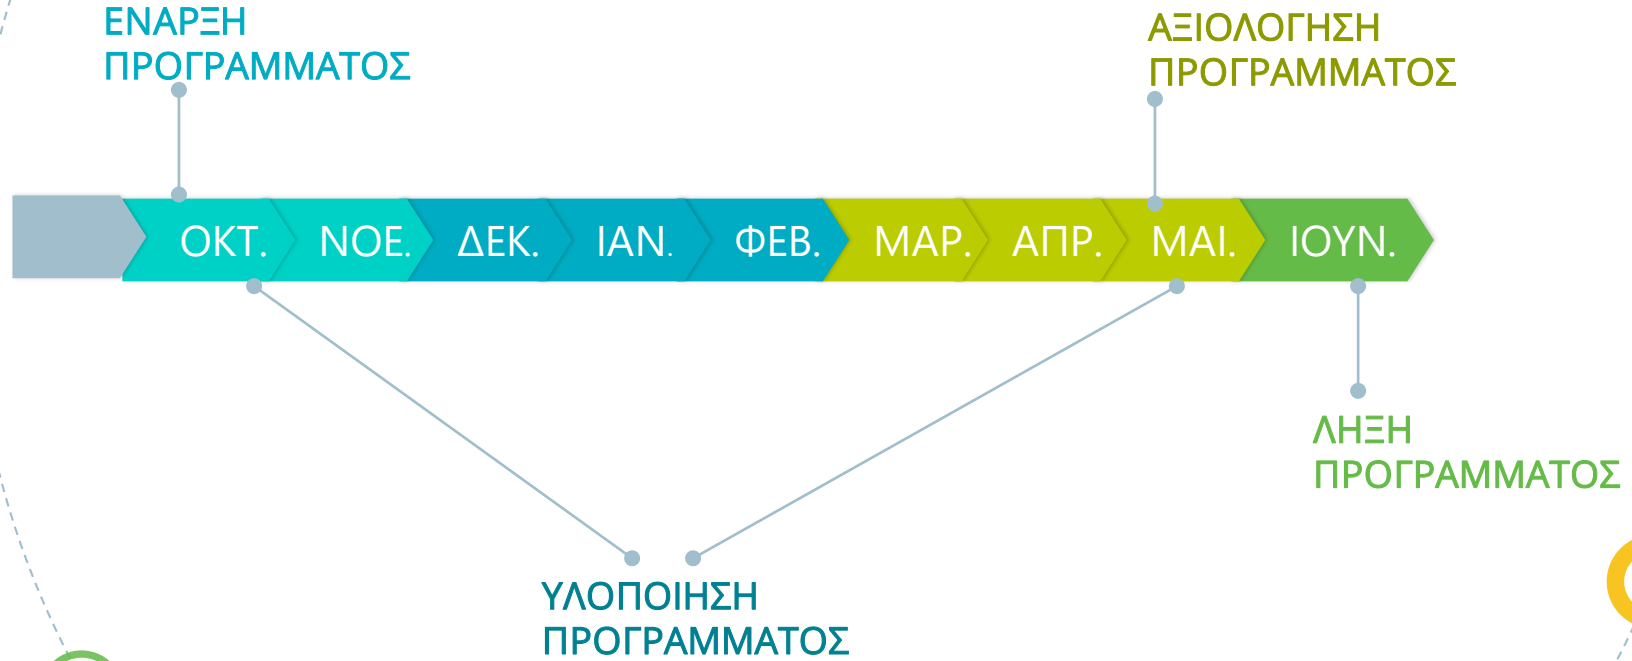 ΕΝΑΡΞΗ
ΠΡΟΓΡΑΜΜΑΤΟΣ
ΑΞΙΟΛΟΓΗΣΗ
ΠΡΟΓΡΑΜΜΑΤΟΣ
ΟΚΤ. ΝΟΕ. ΔΕΚ. ΙΑΝ. ΦΕΒ. ΜΑΡ. ΑΠΡ. ΜΑΙ. ΙΟΥΝ.
ΛΗΞΗ
ΠΡΟΓΡΑΜΜΑΤΟΣ
ΥΛΟΠΟΙΗΣΗ
ΠΡΟΓΡΑΜΜΑΤΟΣ